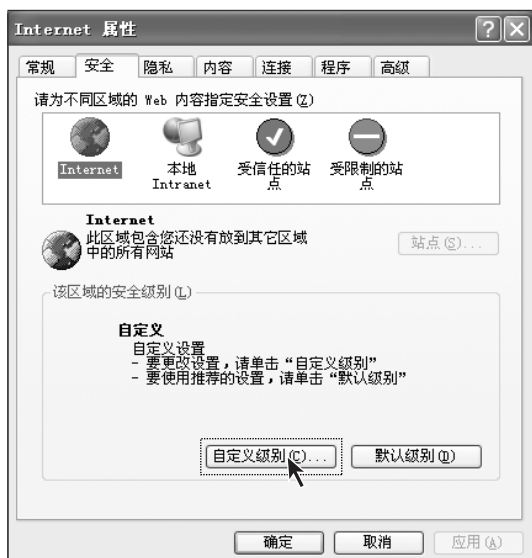 Internet 属性
常规 安全 隐私 内容 连接 程序 高级
请为不同区域的 Web 内容指定安全设置(Z)
Internet
本地
Intranet
受信任的站
点
受限制的站
点
Internet
此区域包含您还没有放到其它区域
中的所有网站
站点(S)...
该区域的安全级别(L)
自定义
自定义设置
- 要更改设置，请单击“自定义级别”
- 要使用推荐的设置，请单击“默认级别”
自定义级别(C)... 默认级别(D)
确定 取消 应用(A)